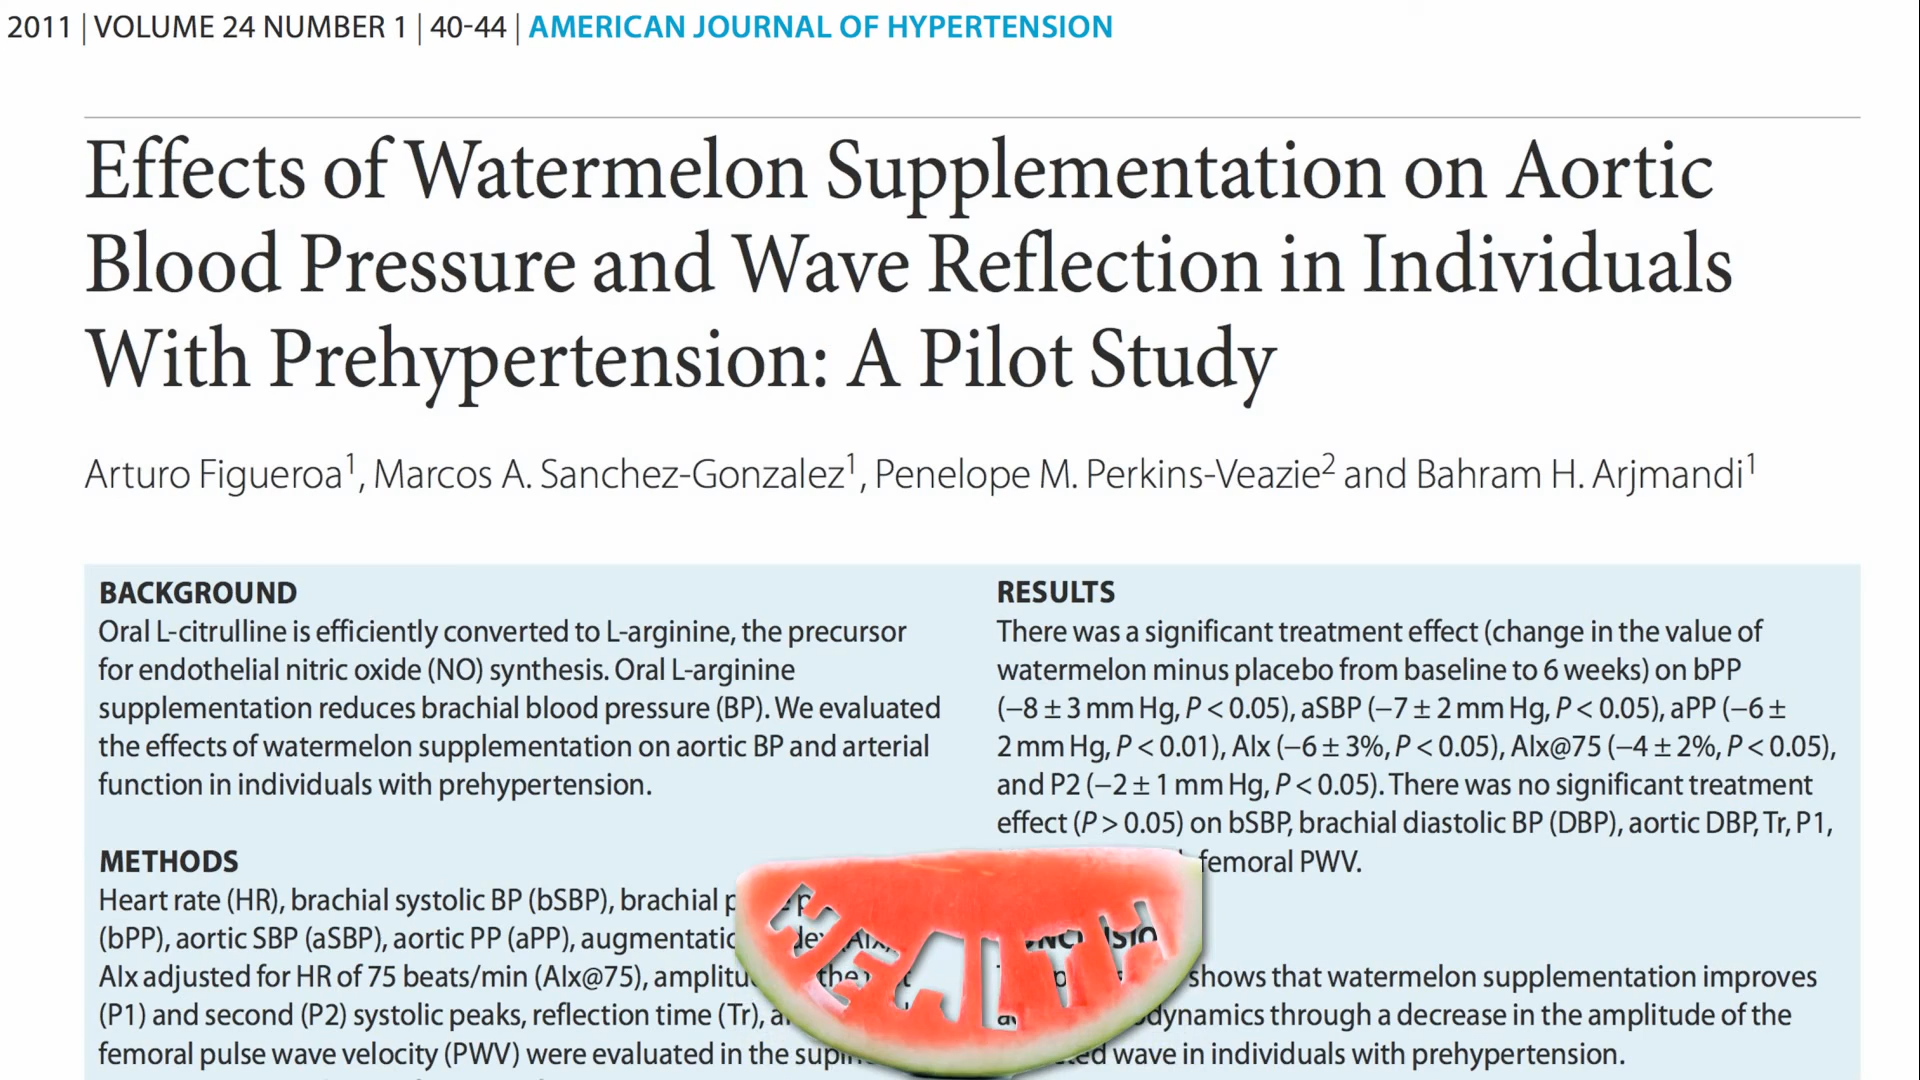 2011 | VOLUME 24 NUMBER 1 | 40-44 | AMERICAN JOURNAL OF HYPERTENSION
Effects of Watermelon Supplementation on Aortic
Blood Pressure and Wave Reflection in Individuals
With Prehypertension: A Pilot Study
Arturo Figueroa¹, Marcos A. Sanchez-Gonzalez¹, Penelope M. Perkins-Veazie² and Bahram H. Arjmandi¹
BACKGROUND
Oral L-citrulline is efficiently converted to L-arginine, the precursor
for endothelial nitric oxide (NO) synthesis. Oral L-arginine
supplementation reduces brachial blood pressure (BP). We evaluated
the effects of watermelon supplementation on aortic BP and arterial
function in individuals with prehypertension.
METHODS
Heart rate (HR), brachial systolic BP (bSBP), brachial
(bPP), aortic SBP (aSBP), aortic PP (aPP),
AIx adjusted for HR of 75 beats/min (AIx@75),
(P1) and second (P2) systolic peaks, reflection time (Tr),
femoral pulse wave velocity (PWV) were evaluated in the
RESULTS
There was a significant treatment effect (change in the value of
watermelon minus placebo from baseline to 6 weeks) on bPP
(−8 ± 3 mm Hg, P < 0.05), aSBP (−7 ± 2 mm Hg, P < 0.05), aPP (−6 ±
2 mm Hg, P < 0.01), AIx (−6 ± 3%, P < 0.05), AIx@75 (−4 ± 2%, P < 0.05),
and P2 (−2 ± 1 mm Hg, P < 0.05). There was no significant treatment
effect (P > 0.05) on bSBP, brachial diastolic BP (DBP), aortic DBP, Tr, P1,
femoral PWV.
shows that watermelon supplementation improves
through a decrease in the amplitude of the
wave in individuals with prehypertension.
HEALTH